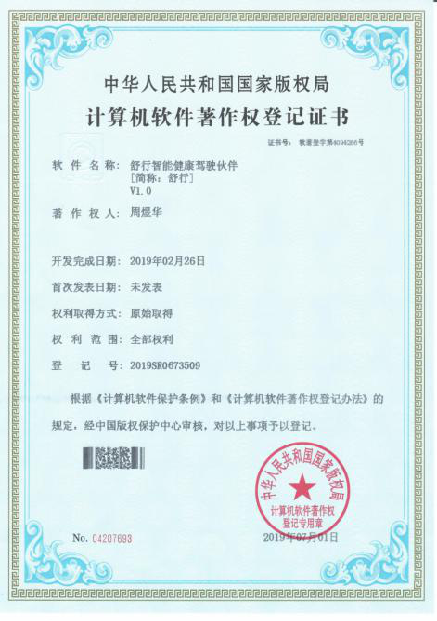 中华人民共和国国家版权局
计算机软件著作权登记证书
证书号： 软著登字第4094266号
软件名称： 舒行智能健康驾驶伙伴
[简称：舒行]
V1.0
著作权人： 周煜华
开发完成日期： 2019年02月26日
首次发表日期： 未发表
权利取得方式： 原始取得
权利范围： 全部权利
登记号： 2019SR0673509
根据《计算机软件保护条例》和《计算机软件著作权登记办法》的
规定，经中国版权保护中心审核，对以上事项予以登记。
中华人民共和国国家版权局
计算机软件著作权
登记专用章
No. 04207693
2019年07月01日